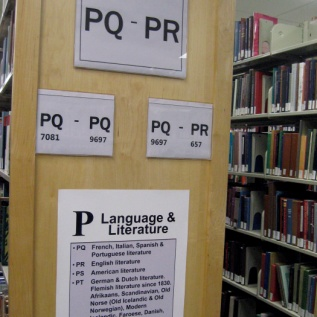 PQ - PR
PQ - PQ
7081 9697
PQ - PR
9697 657
P Language &
Literature
• PQ French, Italian, Spanish &
Portuguese literature
• PR English literature
• PS American literature
• PT German & Dutch literature.
Flemish literature since 1830.
Afrikaans, Scandinavian, Old
Norse (Old Icelandic & Old
Norwegian), Modern
Icelandic, Faroese, Danish,